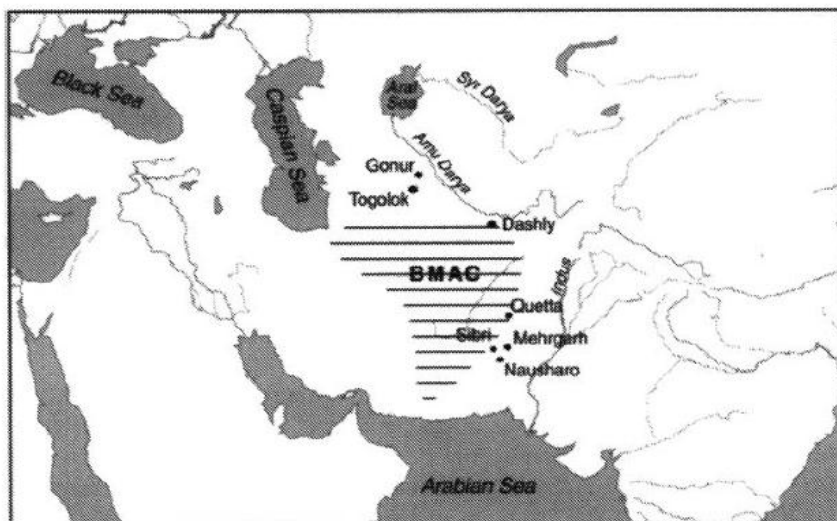 Black Sea
Caspian Sea
Aral
Sea
Syr Darya
Amu Darya
Gonur
Togolok
Dashly
BMAC
Indus
Quetta
Sibri
Mehrgarh
Nausharo
Arabian Sea